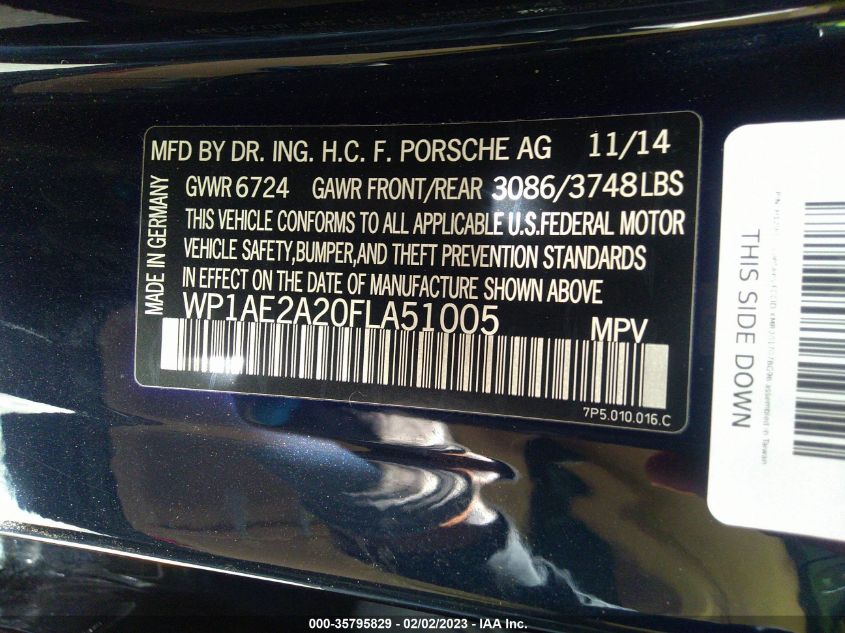 MFD BY DR. ING. H.C. F. PORSCHE AG 11/14
GVWR 6724 GAWR FRONT/REAR 3086/3748 LBS
THIS VEHICLE CONFORMS TO ALL APPLICABLE U.S.FEDERAL MOTOR
VEHICLE SAFETY,BUMPER,AND THEFT PREVENTION STANDARDS
IN EFFECT ON THE DATE OF MANUFACTURE SHOWN ABOVE
WP1AE2A20FLA51005 MPV
7P5.010.016.C
MADE IN GERMANY
THIS SIDE DOWN
assembled in Taiwan
000-35795829 - 02/02/2023 - IAA Inc.